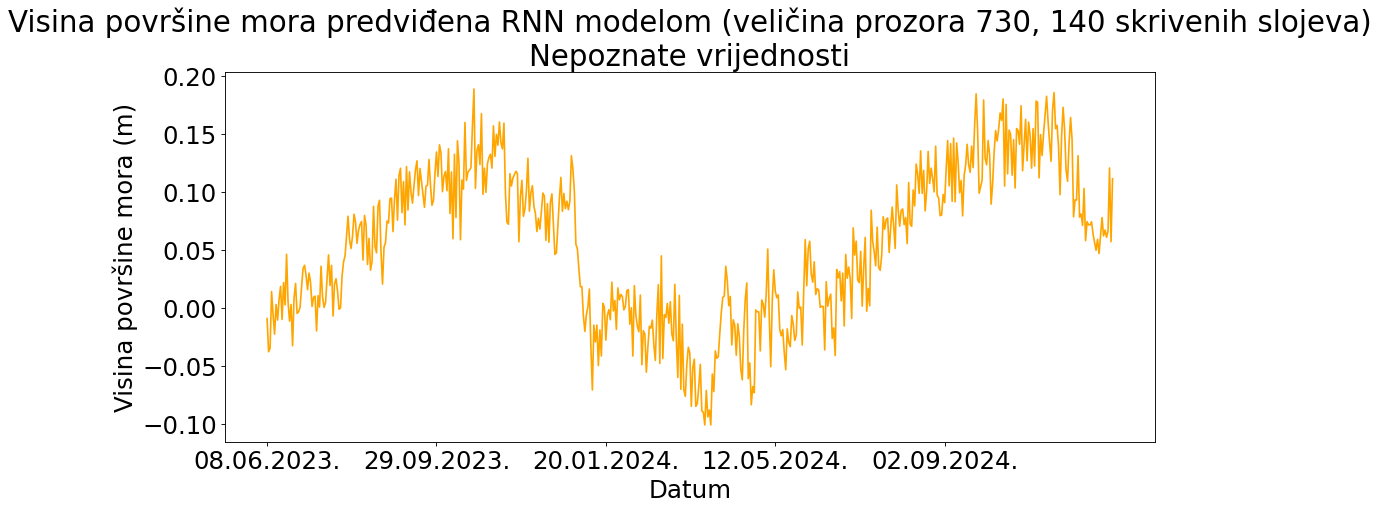 Visina površine mora predviđena RNN modelom (veličina prozora 730, 140 skrivenih slojeva)
Nepoznate vrijednosti
Visina površine mora (m)
0.20
0.15
0.10
0.05
0.00
−0.05
−0.10
08.06.2023. 29.09.2023. 20.01.2024. 12.05.2024. 02.09.2024.
Datum